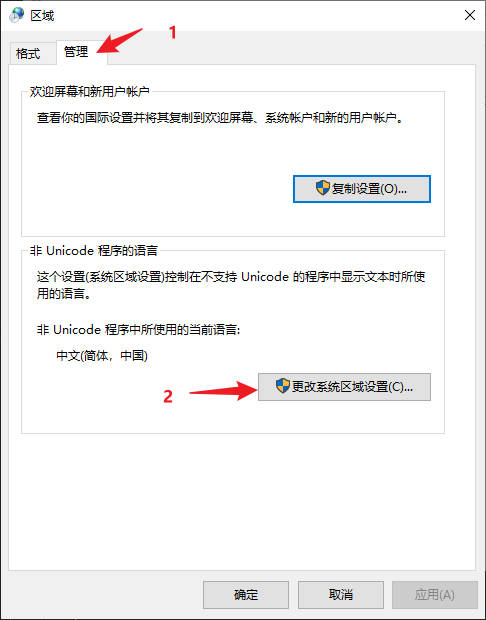 区域
1
格式
管理
欢迎屏幕和新用户帐户
查看你的国际设置并将其复制到欢迎屏幕、系统帐户和新的用户帐户。
复制设置(O)...
非 Unicode 程序的语言
这个设置(系统区域设置)控制在不支持 Unicode 的程序中显示文本时所使
用的语言。
非 Unicode 程序中所使用的当前语言:
中文(简体，中国)
2
更改系统区域设置(C)...
确定
取消
应用(A)